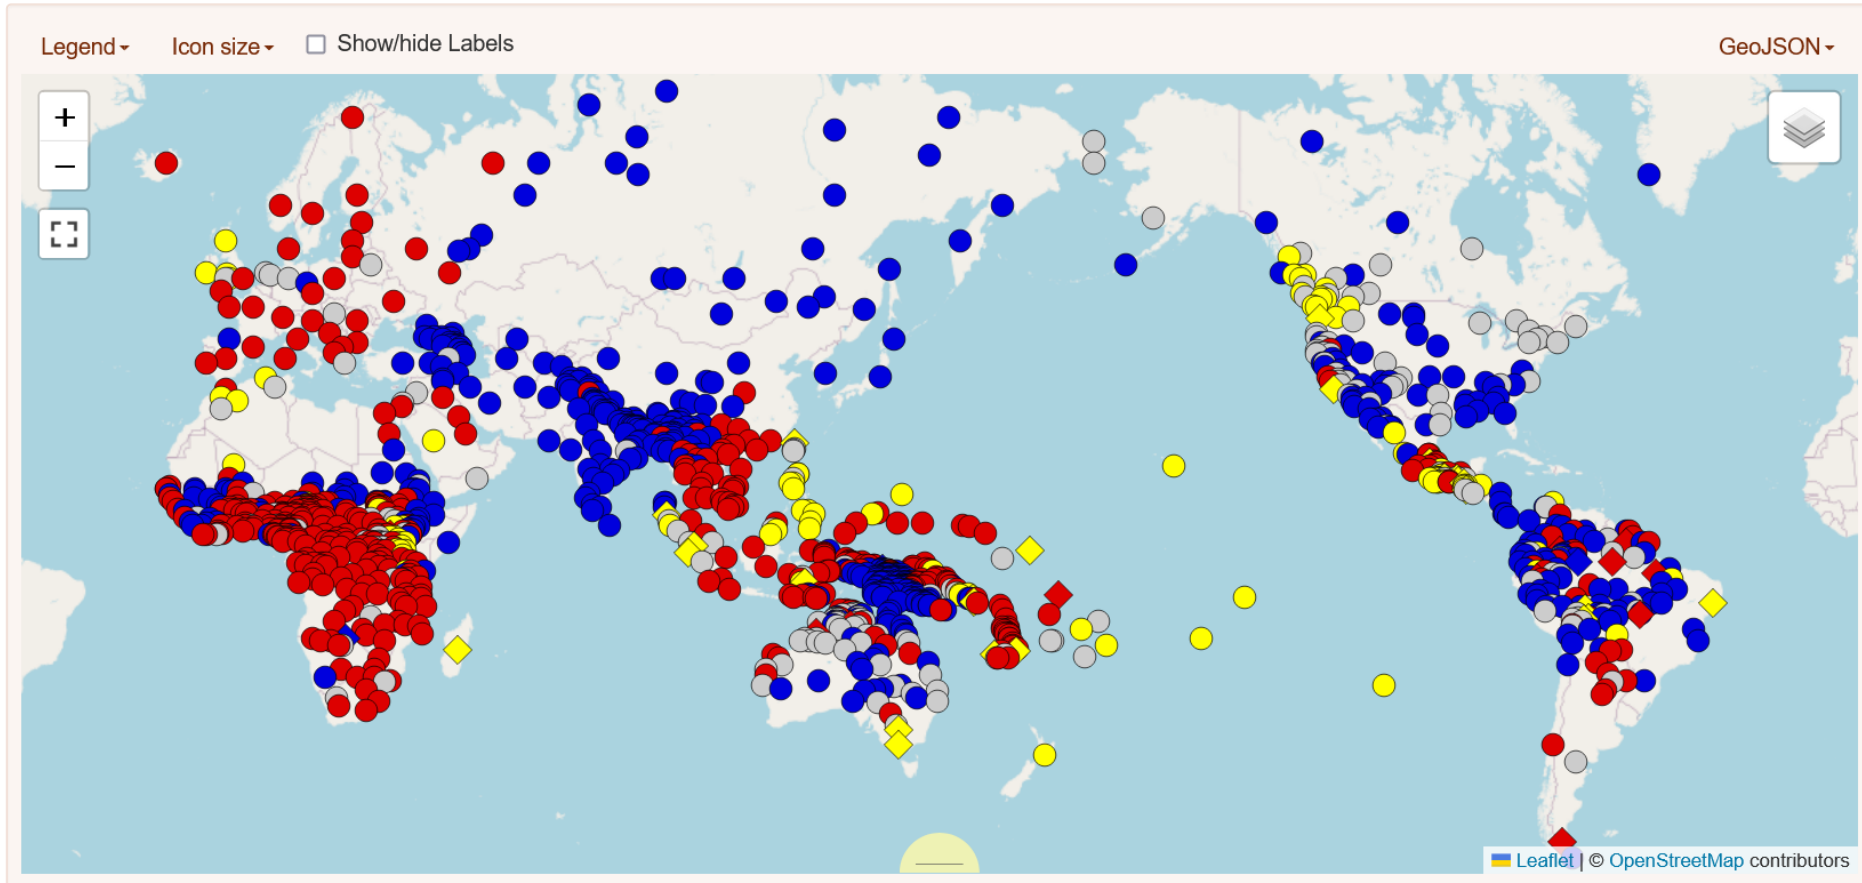 Legend
Icon size
Show/hide Labels
GeoJSON
+
−
Leaflet | © OpenStreetMap contributors